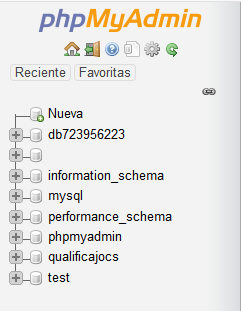 phpMyAdmin
Reciente Favoritas
Nueva
db723956223
information_schema
mysql
performance_schema
phpmyadmin
qualificajocs
test